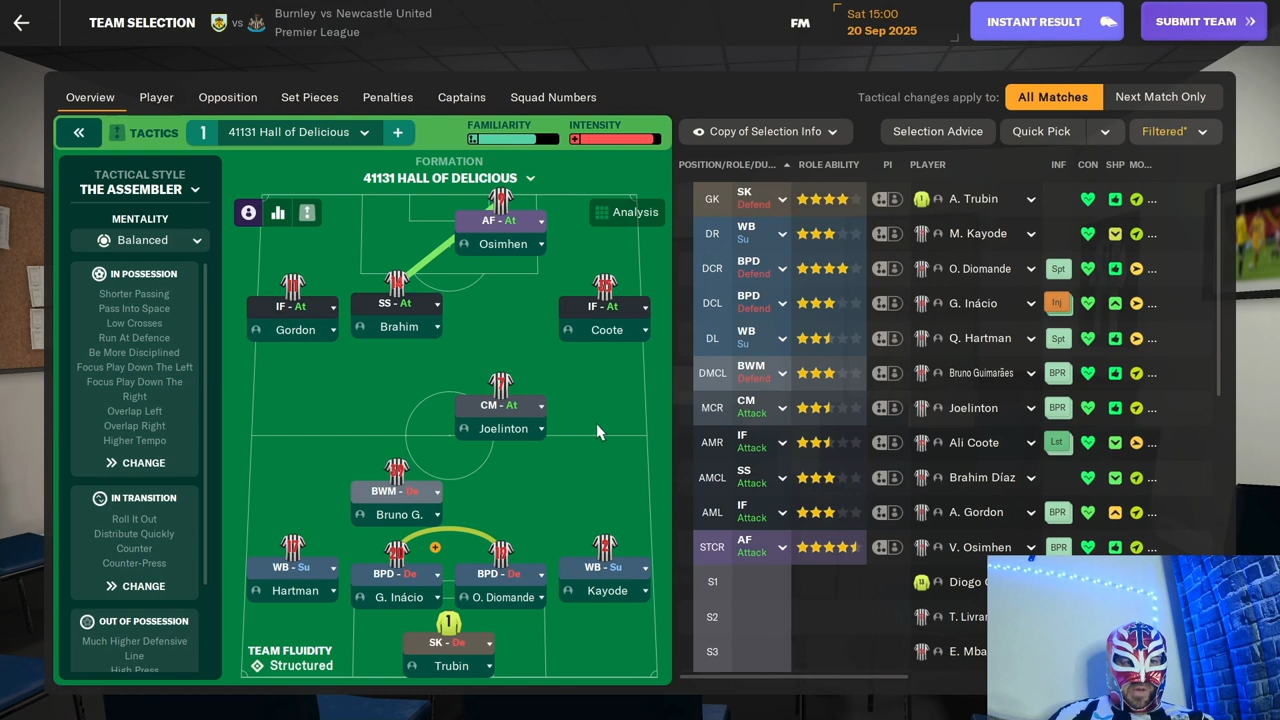 TEAM SELECTION
Burnley vs Newcastle United
vs
Premier League
FM
Sat 15:00
20 Sep 2025
INSTANT RESULT
SUBMIT TEAM
Overview
Player
Opposition
Set Pieces
Penalties
Captains
Squad Numbers
Tactical changes apply to:
All Matches
Next Match Only
TACTICS
1
41131 Hall of Delicious
FAMILIARITY
INTENSITY
TACTICAL STYLE
THE ASSEMBLER
MENTALITY
Balanced
IN POSSESSION
Shorter Passing
Pass Into Space
Low Crosses
Run At Defence
Be More Disciplined
Focus Play Down The Left
Focus Play Down The
Right
Overlap Left
Overlap Right
Higher Tempo
CHANGE
IN TRANSITION
Roll It Out
Distribute Quickly
Counter
Counter-Press
CHANGE
OUT OF POSSESSION
Much Higher Defensive
Line
High Press
FORMATION
41131 HALL OF DELICIOUS
Analysis
AF - At
Osimhen
IF - At
Gordon
SS - At
Brahim
IF - At
Coote
CM - At
Joelinton
BWM - De
Bruno G.
WB - Su
Hartman
BPD - De
G. Inácio
BPD - De
O. Diomande
WB - Su
Kayode
1
SK - De
Trubin
TEAM FLUIDITY
Structured
Copy of Selection Info
Selection Advice
Quick Pick
Filtered*
POSITION/ROLE/DU...
ROLE ABILITY
PI
PLAYER
INF
CON
SHP
MO...
GK
SK
Defend
A. Trubin
...
DR
WB
Su
M. Kayode
...
DCR
BPD
Defend
O. Diomande
Spt
...
DCL
BPD
Defend
G. Inácio
Inj
...
DL
WB
Su
Q. Hartman
Spt
...
DMCL
BWM
Defend
Bruno Guimarães
BPR
...
MCR
CM
Attack
Joelinton
BPR
...
AMR
IF
Attack
Ali Coote
Lst
...
AMCL
SS
Attack
Brahim Díaz
...
AML
IF
Attack
A. Gordon
BPR
...
STCR
AF
Attack
V. Osimhen
BPR
...
S1
Diogo
S2
T. Livra
S3
E. Mba